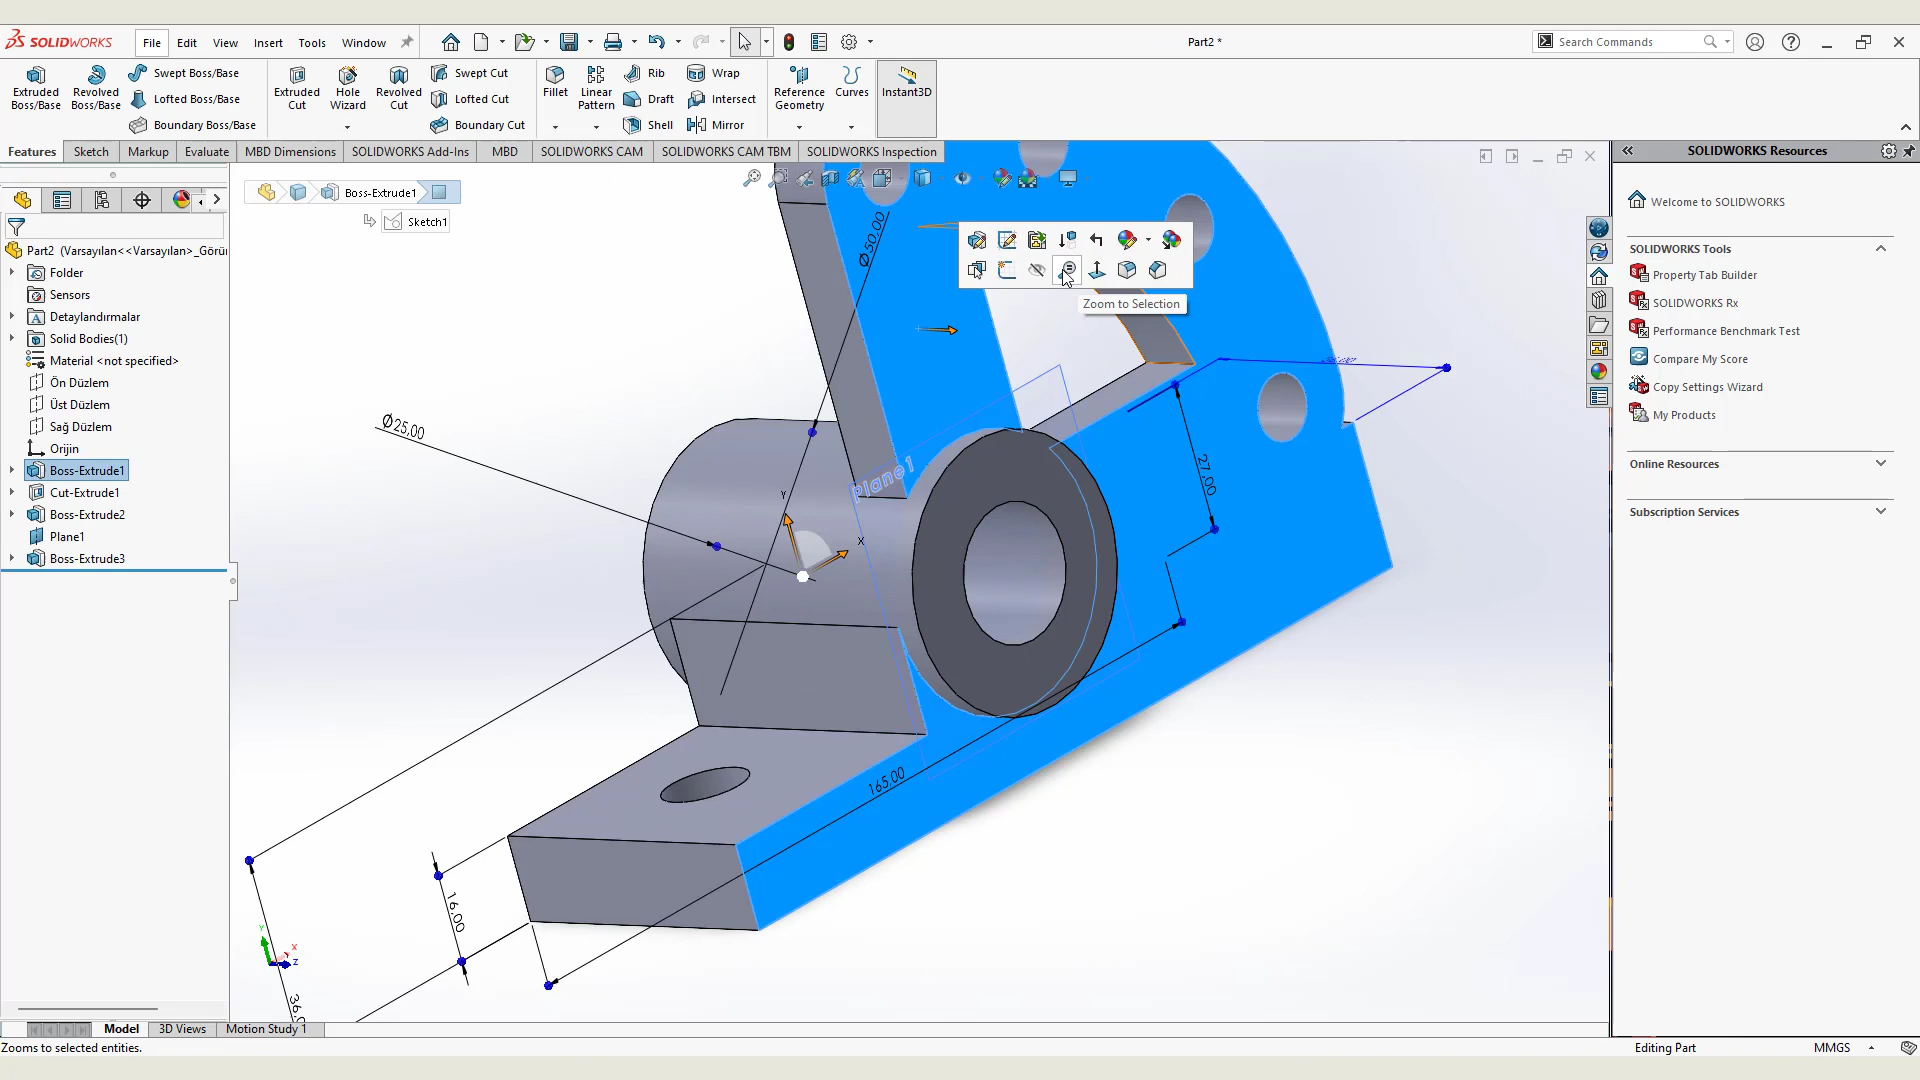 SOLIDWORKS
File Edit View Insert Tools Window
Part2 *
Search Commands
Extruded Boss/Base
Revolved Boss/Base
Swept Boss/Base
Lofted Boss/Base
Boundary Boss/Base
Extruded Cut
Hole Wizard
Revolved Cut
Swept Cut
Lofted Cut
Boundary Cut
Fillet
Linear Pattern
Rib
Draft
Shell
Wrap
Intersect
Mirror
Reference Geometry
Curves
Instant3D
Features Sketch Markup Evaluate MBD Dimensions SOLIDWORKS Add-Ins MBD SOLIDWORKS CAM SOLIDWORKS CAM TBM SOLIDWORKS Inspection
Boss-Extrude1
Sketch1
Part2 (Varsayılan<<Varsayılan>_Görü
Folder
Sensors
Detaylandırmalar
Solid Bodies(1)
Material <not specified>
Ön Düzlem
Üst Düzlem
Sağ Düzlem
Orijin
Boss-Extrude1
Cut-Extrude1
Boss-Extrude2
Plane1
Boss-Extrude3
Zoom to Selection
Ø50,00
Ø25,00
Plane1
27,00
Y
X
165,00
16,00
36,0
Y
X
Z
SOLIDWORKS Resources
Welcome to SOLIDWORKS
SOLIDWORKS Tools
Property Tab Builder
SOLIDWORKS Rx
Performance Benchmark Test
Compare My Score
Copy Settings Wizard
My Products
Online Resources
Subscription Services
Model 3D Views Motion Study 1
Zooms to selected entities.
Editing Part
MMGS